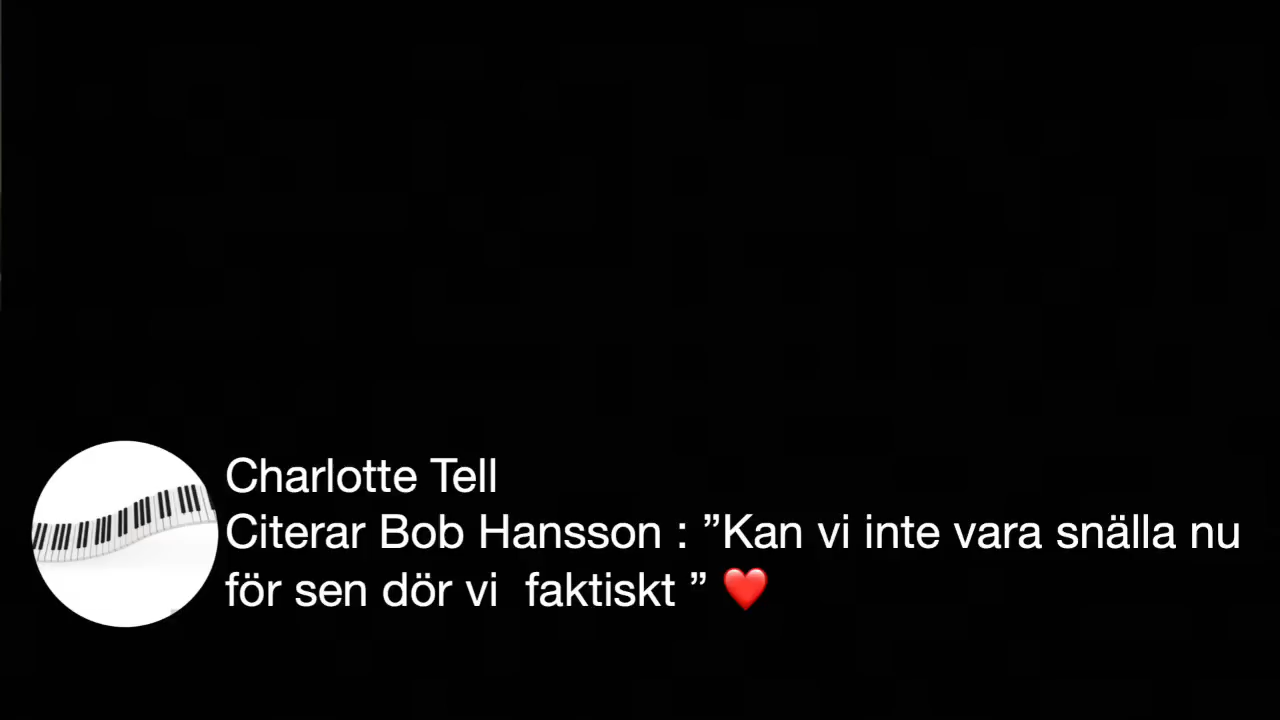 Charlotte Tell
Citerar Bob Hansson : ”Kan vi inte vara snälla nu
för sen dör vi  faktiskt ” ❤️